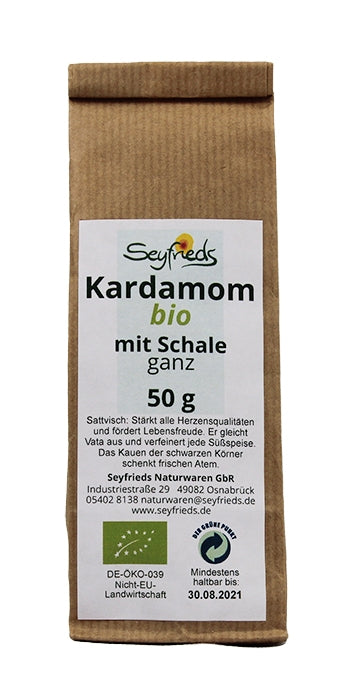 Seyfrieds
Kardamom
bio
mit Schale
ganz
50 g
Sattvisch: Stärkt alle Herzensqualitäten
und fördert Lebensfreude. Er gleicht
Vata aus und verfeinert jede Süßspeise.
Das Kauen der schwarzen Körner
schenkt frischen Atem.
Seyfrieds Naturwaren GbR
Industriestraße 29 49082 Osnabrück
05402 8138 naturwaren@seyfrieds.de
www.seyfrieds.de
DER GRÜNE PUNKT
DE-ÖKO-039
Nicht-EU-
Landwirtschaft
Mindestens
haltbar bis:
30.08.2021